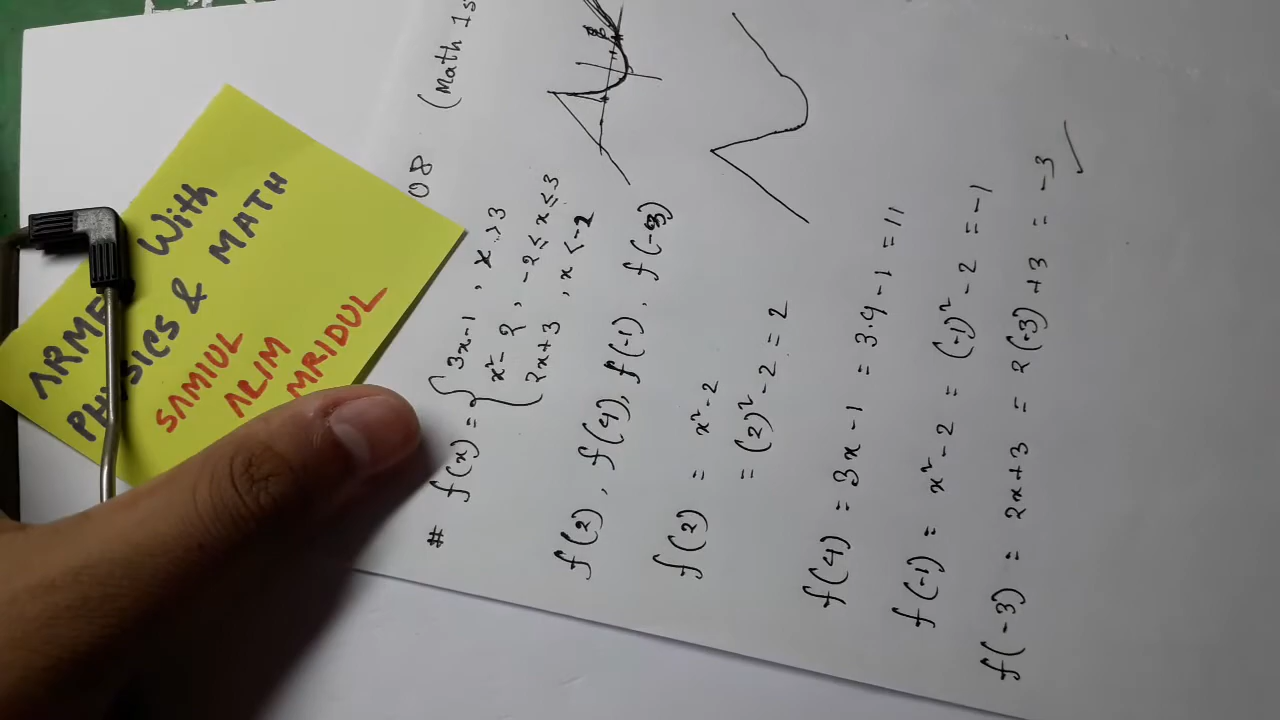 ARME
With
PHYSICS & MATH
SAMIUL
ALIM
MRIDUL
08 (Math 1s
# f(x) = { 3x-1 , x > 3
x² - 2 , -2 ≤ x ≤ 3
2x+3 , x < -2
f(2), f(4), f(-1), f(-3)
f(2) = x²-2
= (2)² - 2 = 2
f(4) = 3x - 1 = 3.4 - 1 = 11
f(-1) = x² - 2 = (-1)² - 2 = -1
f(-3) = 2x+3 = 2(-3)+3 = -3